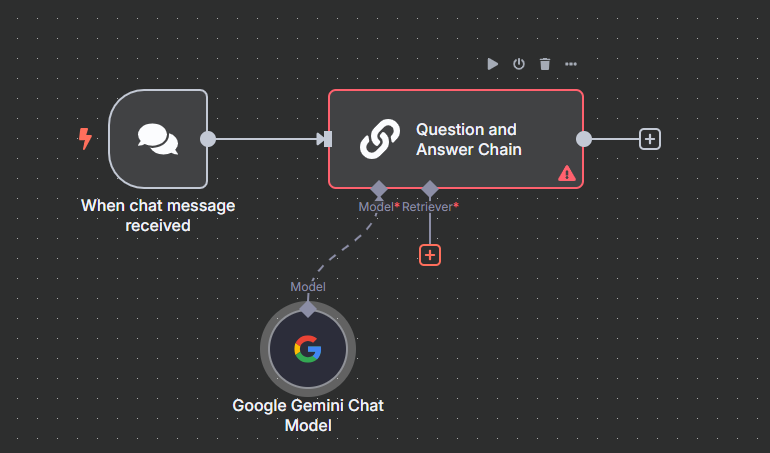 Question and
Answer Chain
Model* Retriever*
When chat message
received
Model
Google Gemini Chat
Model